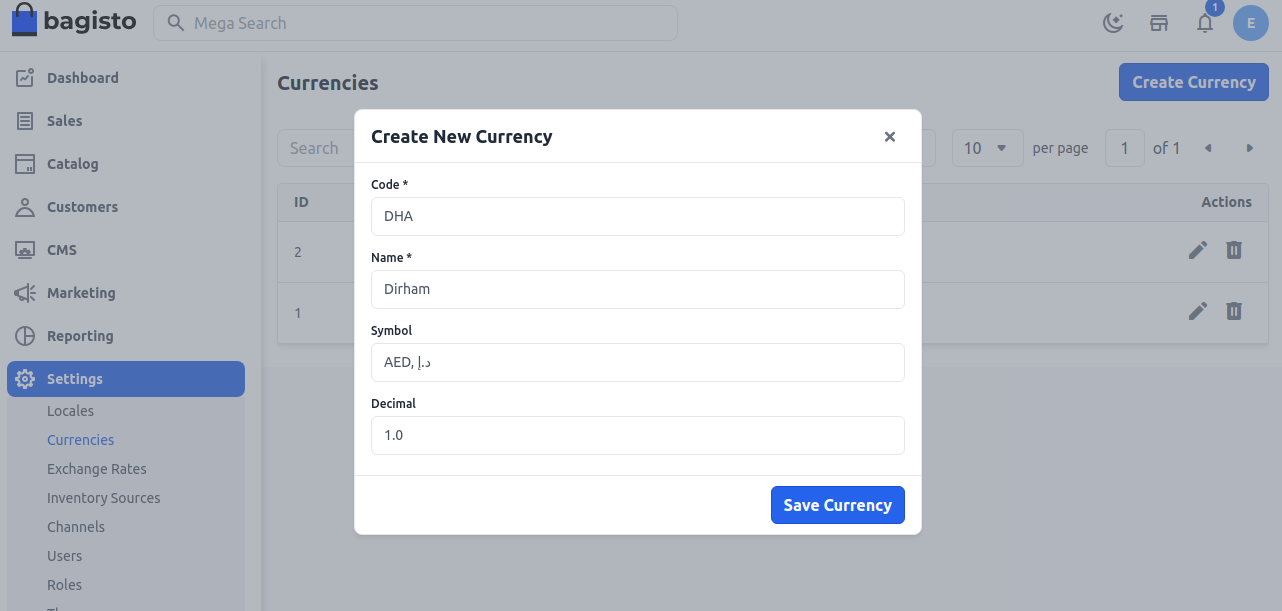 bagisto
Mega Search
1
E
Dashboard
Sales
Catalog
Customers
CMS
Marketing
Reporting
Settings
Locales
Currencies
Exchange Rates
Inventory Sources
Channels
Users
Roles
Currencies
Create Currency
Search
10
per page
1
of 1
ID
Actions
2
1
Create New Currency
Code *
DHA
Name *
Dirham
Symbol
AED, د.إ
Decimal
1.0
Save Currency